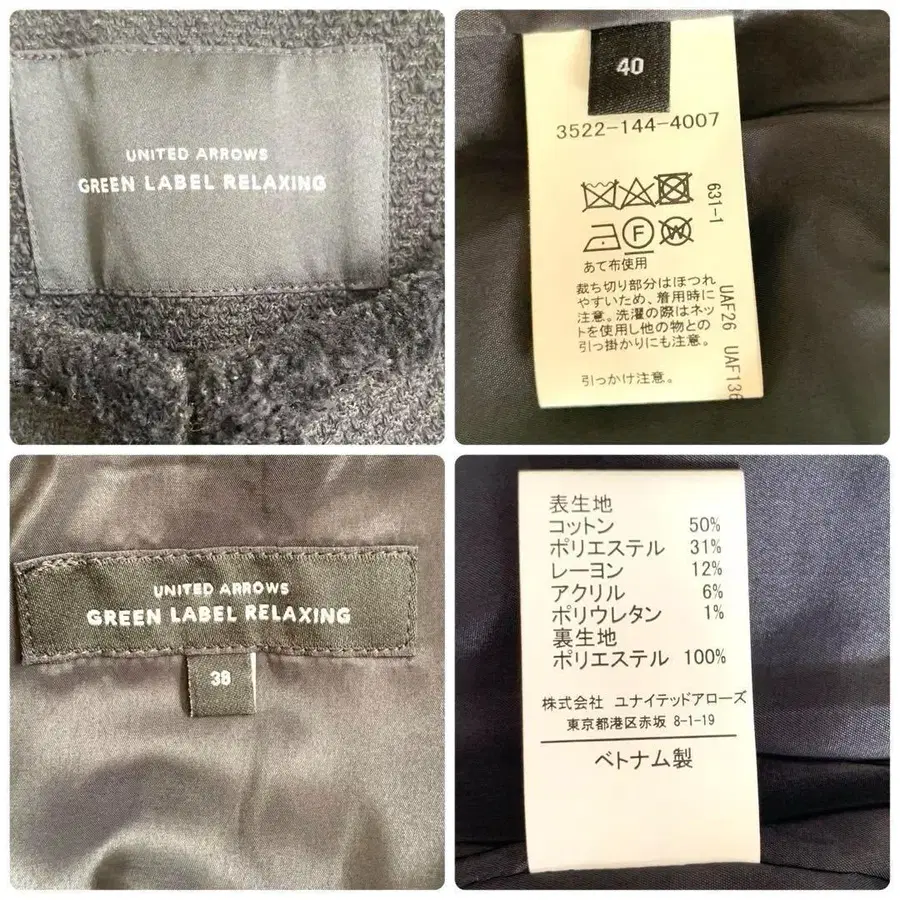 UNITED ARROWS
GREEN LABEL RELAXING
40
3522-144-4007
631-1
F
W
あて布使用
裁ち切り部分はほつれ
やすいため、着用時に
注意。洗濯の際はネッ
トを使用し他の物との
引っ掛かりにも注意。
引っかけ注意。
UAF26 UAF136
UNITED ARROWS
GREEN LABEL RELAXING
38
表生地
コットン 50%
ポリエステル 31%
レーヨン 12%
アクリル 6%
ポリウレタン 1%
裏生地
ポリエステル 100%
株式会社 ユナイテッドアローズ
東京都港区赤坂 8-1-19
ベトナム製